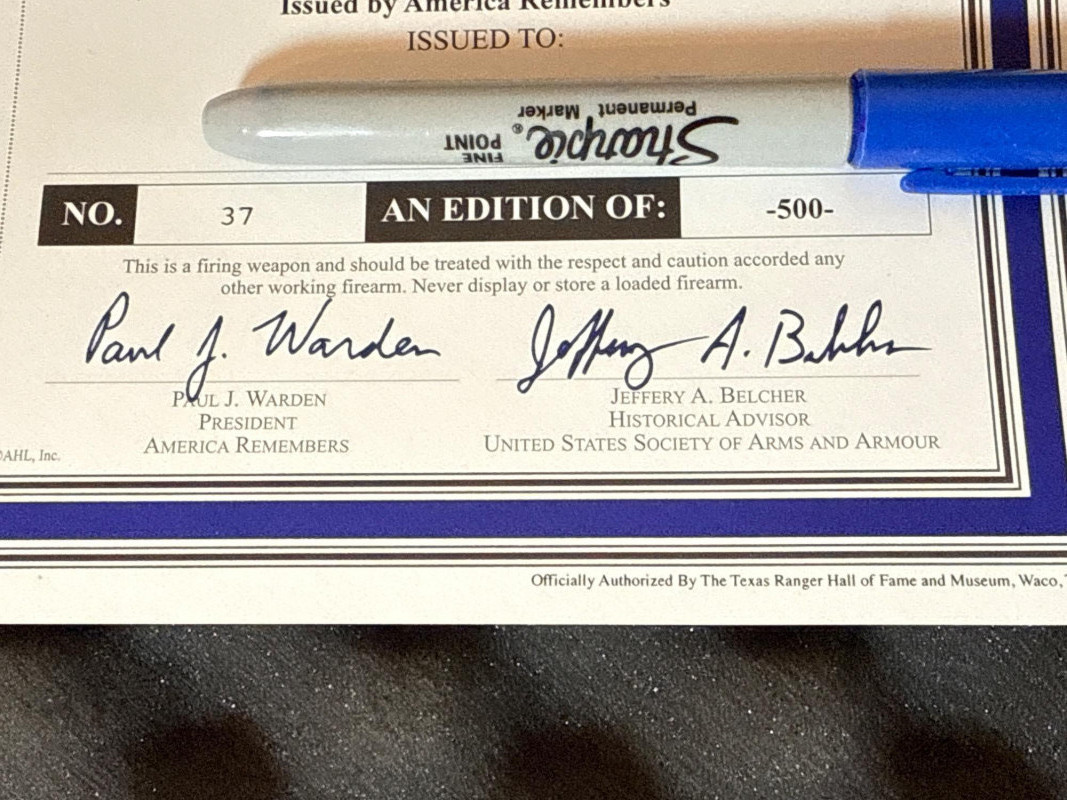 Issued by America Remembers
ISSUED TO:
Sharpie®
Permanent Marker
FINE
POINT
NO. 37 AN EDITION OF: -500-
This is a firing weapon and should be treated with the respect and caution accorded any
other working firearm. Never display or store a loaded firearm.
Paul J. Warden Jeffery A. Belcher
PAUL J. WARDEN
PRESIDENT
AMERICA REMEMBERS
JEFFERY A. BELCHER
HISTORICAL ADVISOR
UNITED STATES SOCIETY OF ARMS AND ARMOUR
AHL, Inc.
Officially Authorized By The Texas Ranger Hall of Fame and Museum, Waco,